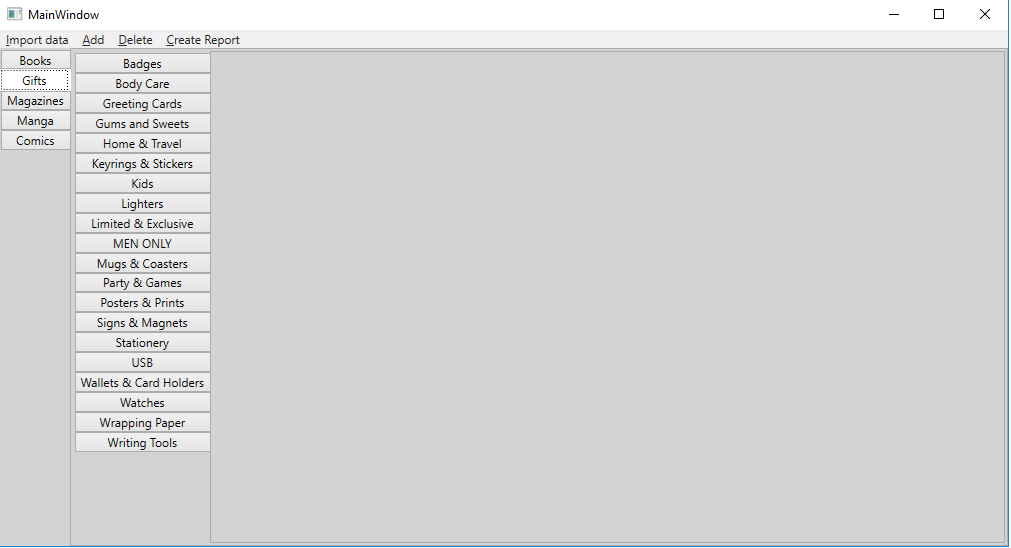 MainWindow
Import data Add Delete Create Report
Books
Gifts
Magazines
Manga
Comics
Badges
Body Care
Greeting Cards
Gums and Sweets
Home & Travel
Keyrings & Stickers
Kids
Lighters
Limited & Exclusive
MEN ONLY
Mugs & Coasters
Party & Games
Posters & Prints
Signs & Magnets
Stationery
USB
Wallets & Card Holders
Watches
Wrapping Paper
Writing Tools